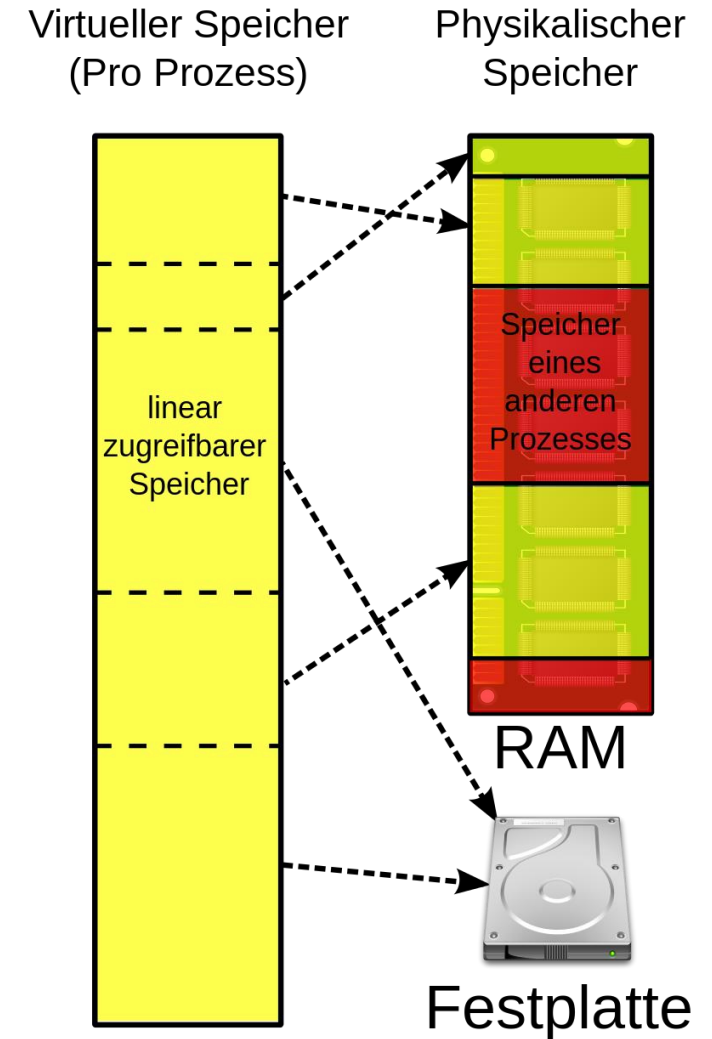 Virtueller Speicher
(Pro Prozess)
Physikalischer
Speicher
linear
zugreifbarer
Speicher
Speicher
eines
anderen
Prozesses
RAM
Festplatte